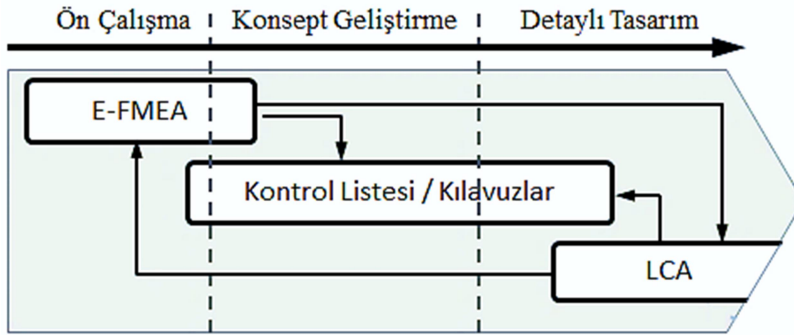 Ön Çalışma
Konsept Geliştirme
Detaylı Tasarım
E-FMEA
Kontrol Listesi / Kılavuzlar
LCA